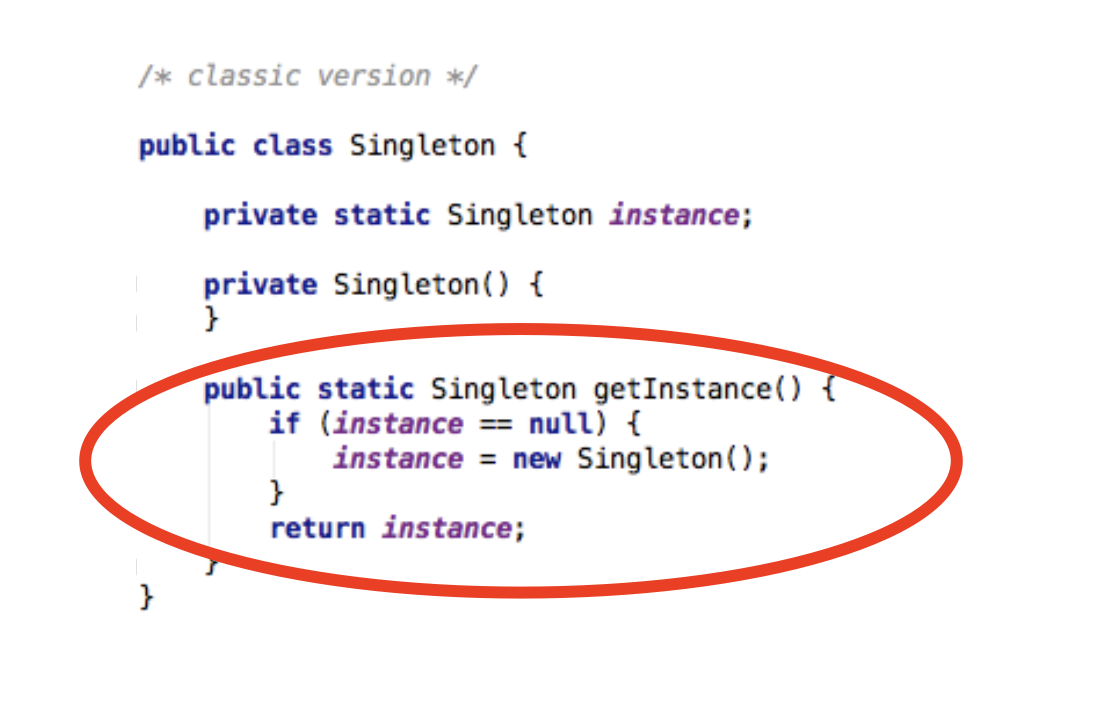 /* classic version */
public class Singleton {
private static Singleton instance;
private Singleton() {
}
public static Singleton getInstance() {
if (instance == null) {
instance = new Singleton();
}
return instance;
}
}